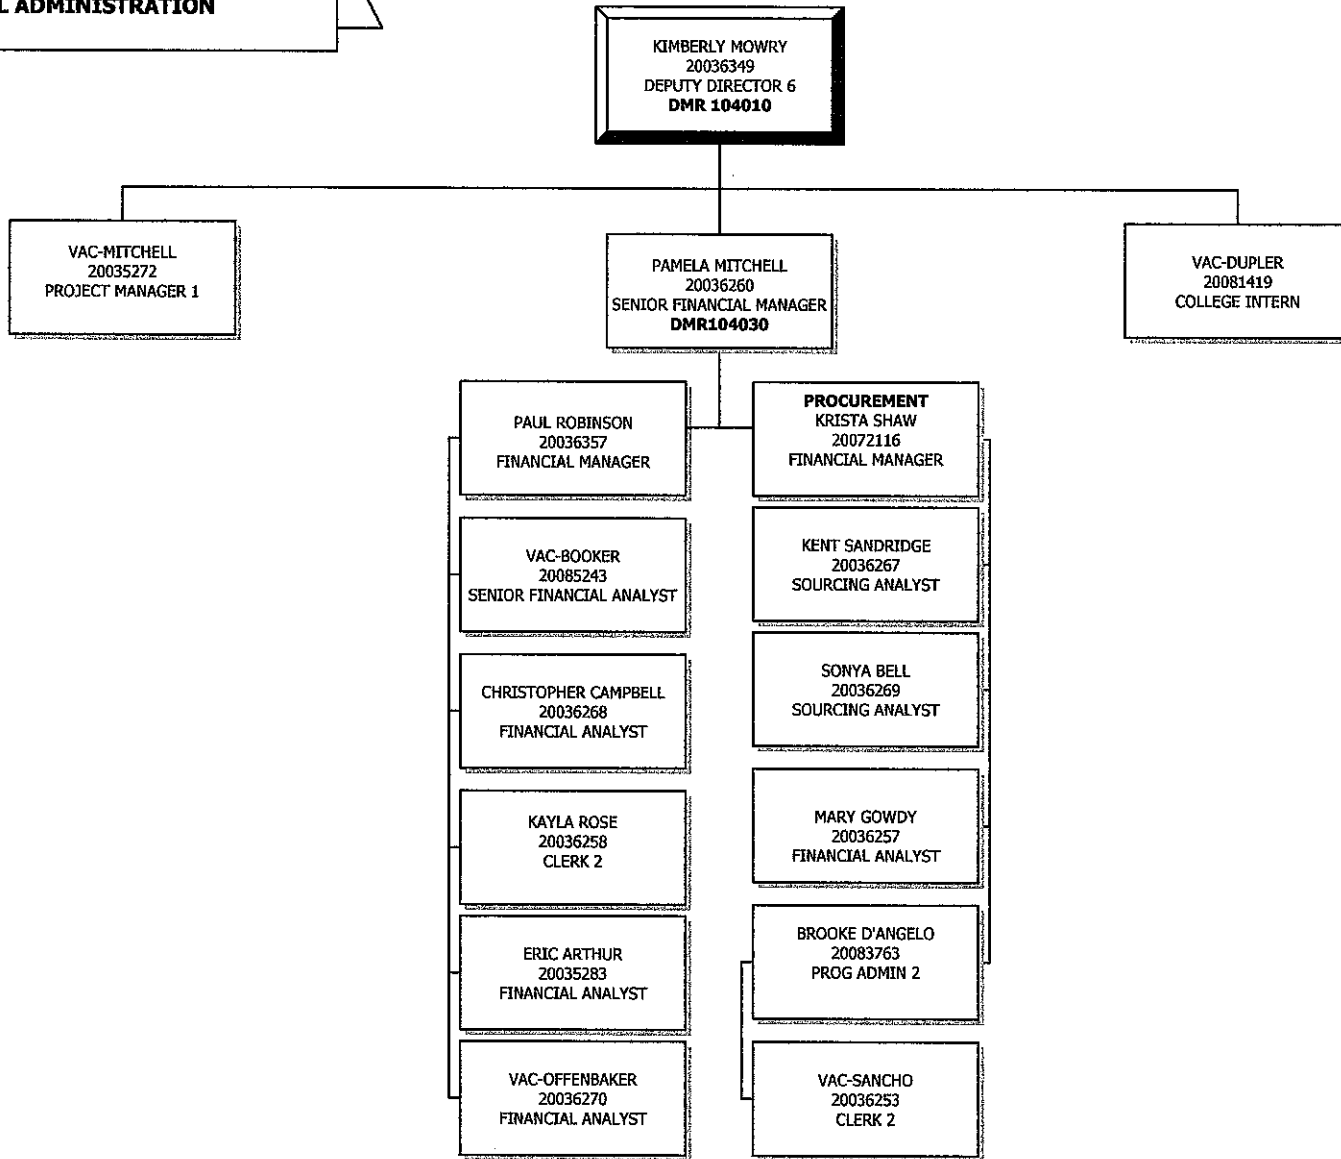 L ADMINISTRATION
KIMBERLY MOWRY
20036349
DEPUTY DIRECTOR 6
DMR 104010
VAC-MITCHELL
20035272
PROJECT MANAGER 1
PAMELA MITCHELL
20036260
SENIOR FINANCIAL MANAGER
DMR104030
VAC-DUPLER
20081419
COLLEGE INTERN
PAUL ROBINSON
20036357
FINANCIAL MANAGER
VAC-BOOKER
20085243
SENIOR FINANCIAL ANALYST
CHRISTOPHER CAMPBELL
20036268
FINANCIAL ANALYST
KAYLA ROSE
20036258
CLERK 2
ERIC ARTHUR
20035283
FINANCIAL ANALYST
VAC-OFFENBAKER
20036270
FINANCIAL ANALYST
PROCUREMENT
KRISTA SHAW
20072116
FINANCIAL MANAGER
KENT SANDRIDGE
20036267
SOURCING ANALYST
SONYA BELL
20036269
SOURCING ANALYST
MARY GOWDY
20036257
FINANCIAL ANALYST
BROOKE D'ANGELO
20083763
PROG ADMIN 2
VAC-SANCHO
20036253
CLERK 2